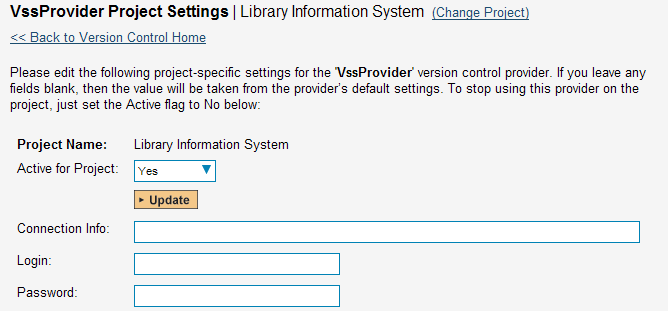 VssProvider Project Settings | Library Information System (Change Project)
<< Back to Version Control Home
Please edit the following project-specific settings for the 'VssProvider' version control provider. If you leave any
fields blank, then the value will be taken from the provider's default settings. To stop using this provider on the
project, just set the Active flag to No below:
Project Name: Library Information System
Active for Project: Yes
Update
Connection Info:
Login:
Password: